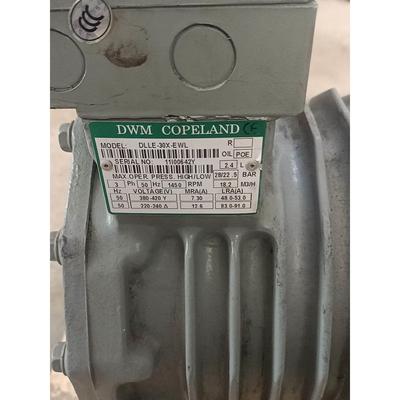 DWM COPELAND CE
MODEL: DLLE-30X-EWL R
SERIAL NO: 11I00642Y OIL POE 2.4 L
MAX.OPER. PRESS. HIGH/LOW 28/22.5 BAR
3 Ph 50 Hz 1450 RPM 18.2 M3/H
Hz VOLTAGE(V) MRA(A) LRA(A)
50 380-420 Y 7.30 48.0-53.0
50 220-240 Δ 12.6 83.0-91.0